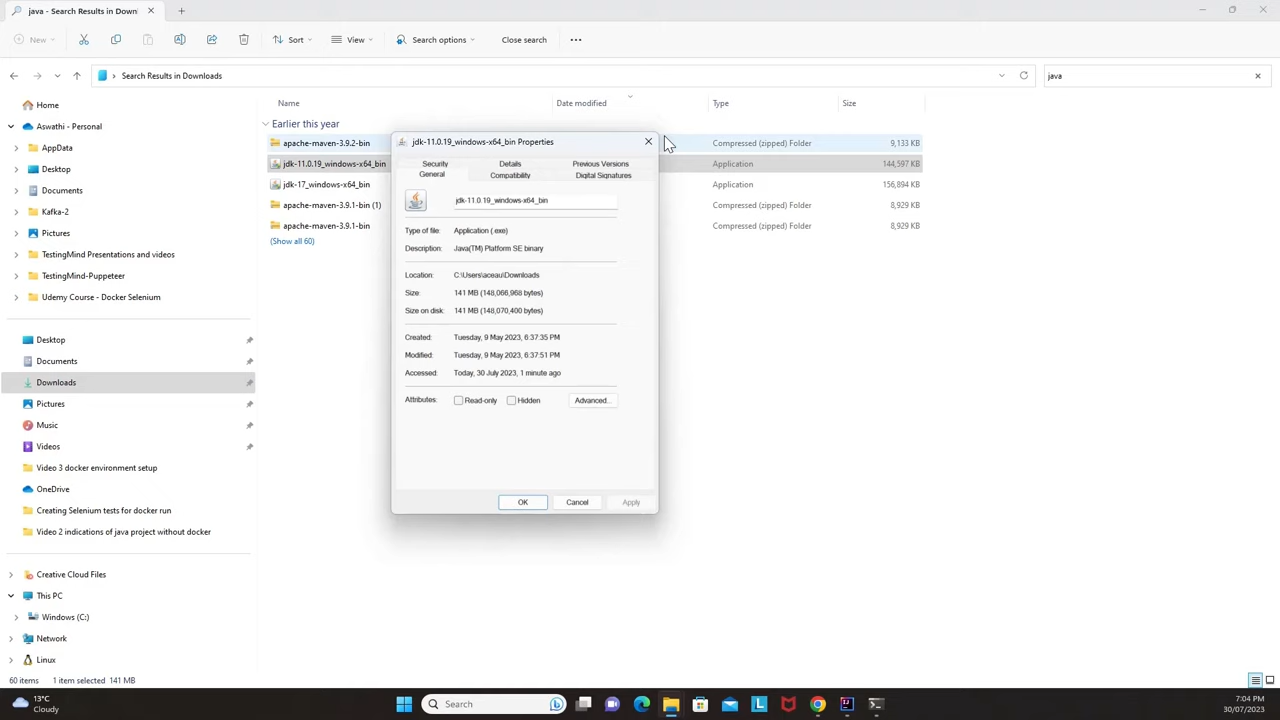 java - Search Results in Downl
New
Sort
View
Search options
Close search
Search Results in Downloads
java
Home
Aswathi - Personal
AppData
Desktop
Documents
Kafka-2
Pictures
TestingMind Presentations and videos
TestingMind-Puppeteer
Udemy Course - Docker Selenium
Desktop
Documents
Downloads
Pictures
Music
Videos
Video 3 docker environment setup
OneDrive
Creating Selenium tests for docker run
Video 2 indications of java project without docker
Creative Cloud Files
This PC
Windows (C:)
Network
Linux
Name Date modified Type Size
Earlier this year
apache-maven-3.9.2-bin Compressed (zipped) Folder 9,133 KB
jdk-11.0.19_windows-x64_bin Application 144,597 KB
jdk-17_windows-x64_bin Application 156,894 KB
apache-maven-3.9.1-bin (1) Compressed (zipped) Folder 8,929 KB
apache-maven-3.9.1-bin Compressed (zipped) Folder 8,929 KB
(Show all 60)
jdk-11.0.19_windows-x64_bin Properties
Security Details Previous Versions
General Compatibility Digital Signatures
jdk-11.0.19_windows-x64_bin
Type of file: Application (.exe)
Description: Java(TM) Platform SE binary
Location: C:\Users\aceau\Downloads
Size: 141 MB (148,066,968 bytes)
Size on disk: 141 MB (148,070,400 bytes)
Created: Tuesday, 9 May 2023, 6:37:35 PM
Modified: Tuesday, 9 May 2023, 6:37:51 PM
Accessed: Today, 30 July 2023, 1 minute ago
Attributes: Read-only Hidden Advanced...
OK Cancel Apply
60 items 1 item selected 141 MB
13°C
Cloudy
Search
7:04 PM
30/07/2023